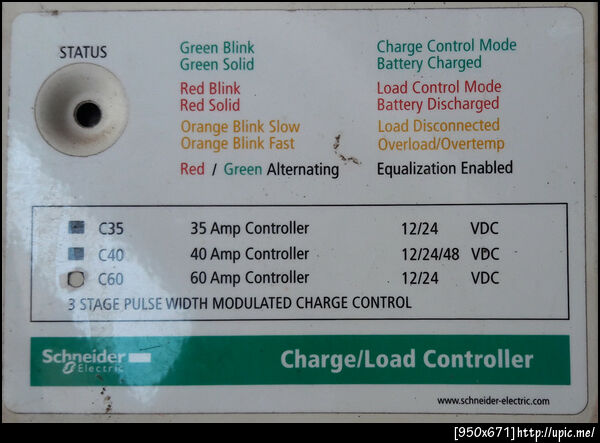 STATUS
Green Blink Charge Control Mode
Green Solid Battery Charged
Red Blink Load Control Mode
Red Solid Battery Discharged
Orange Blink Slow Load Disconnected
Orange Blink Fast Overload/Overtemp
Red / Green Alternating Equalization Enabled
C35 35 Amp Controller 12/24 VDC
C40 40 Amp Controller 12/24/48 VDC
C60 60 Amp Controller 12/24 VDC
3 STAGE PULSE WIDTH MODULATED CHARGE CONTROL
Schneider
Electric
Charge/Load Controller
www.schneider-electric.com
[950x671]http://upic.me/